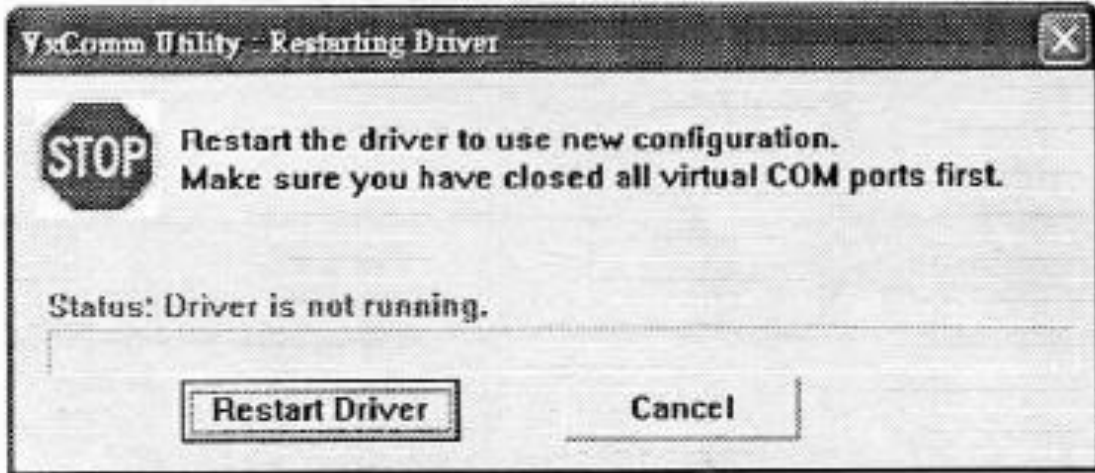 VxComm Utility : Restarting Driver
STOP
Restart the driver to use new configuration.
Make sure you have closed all virtual COM ports first.
Status: Driver is not running.
Restart Driver
Cancel